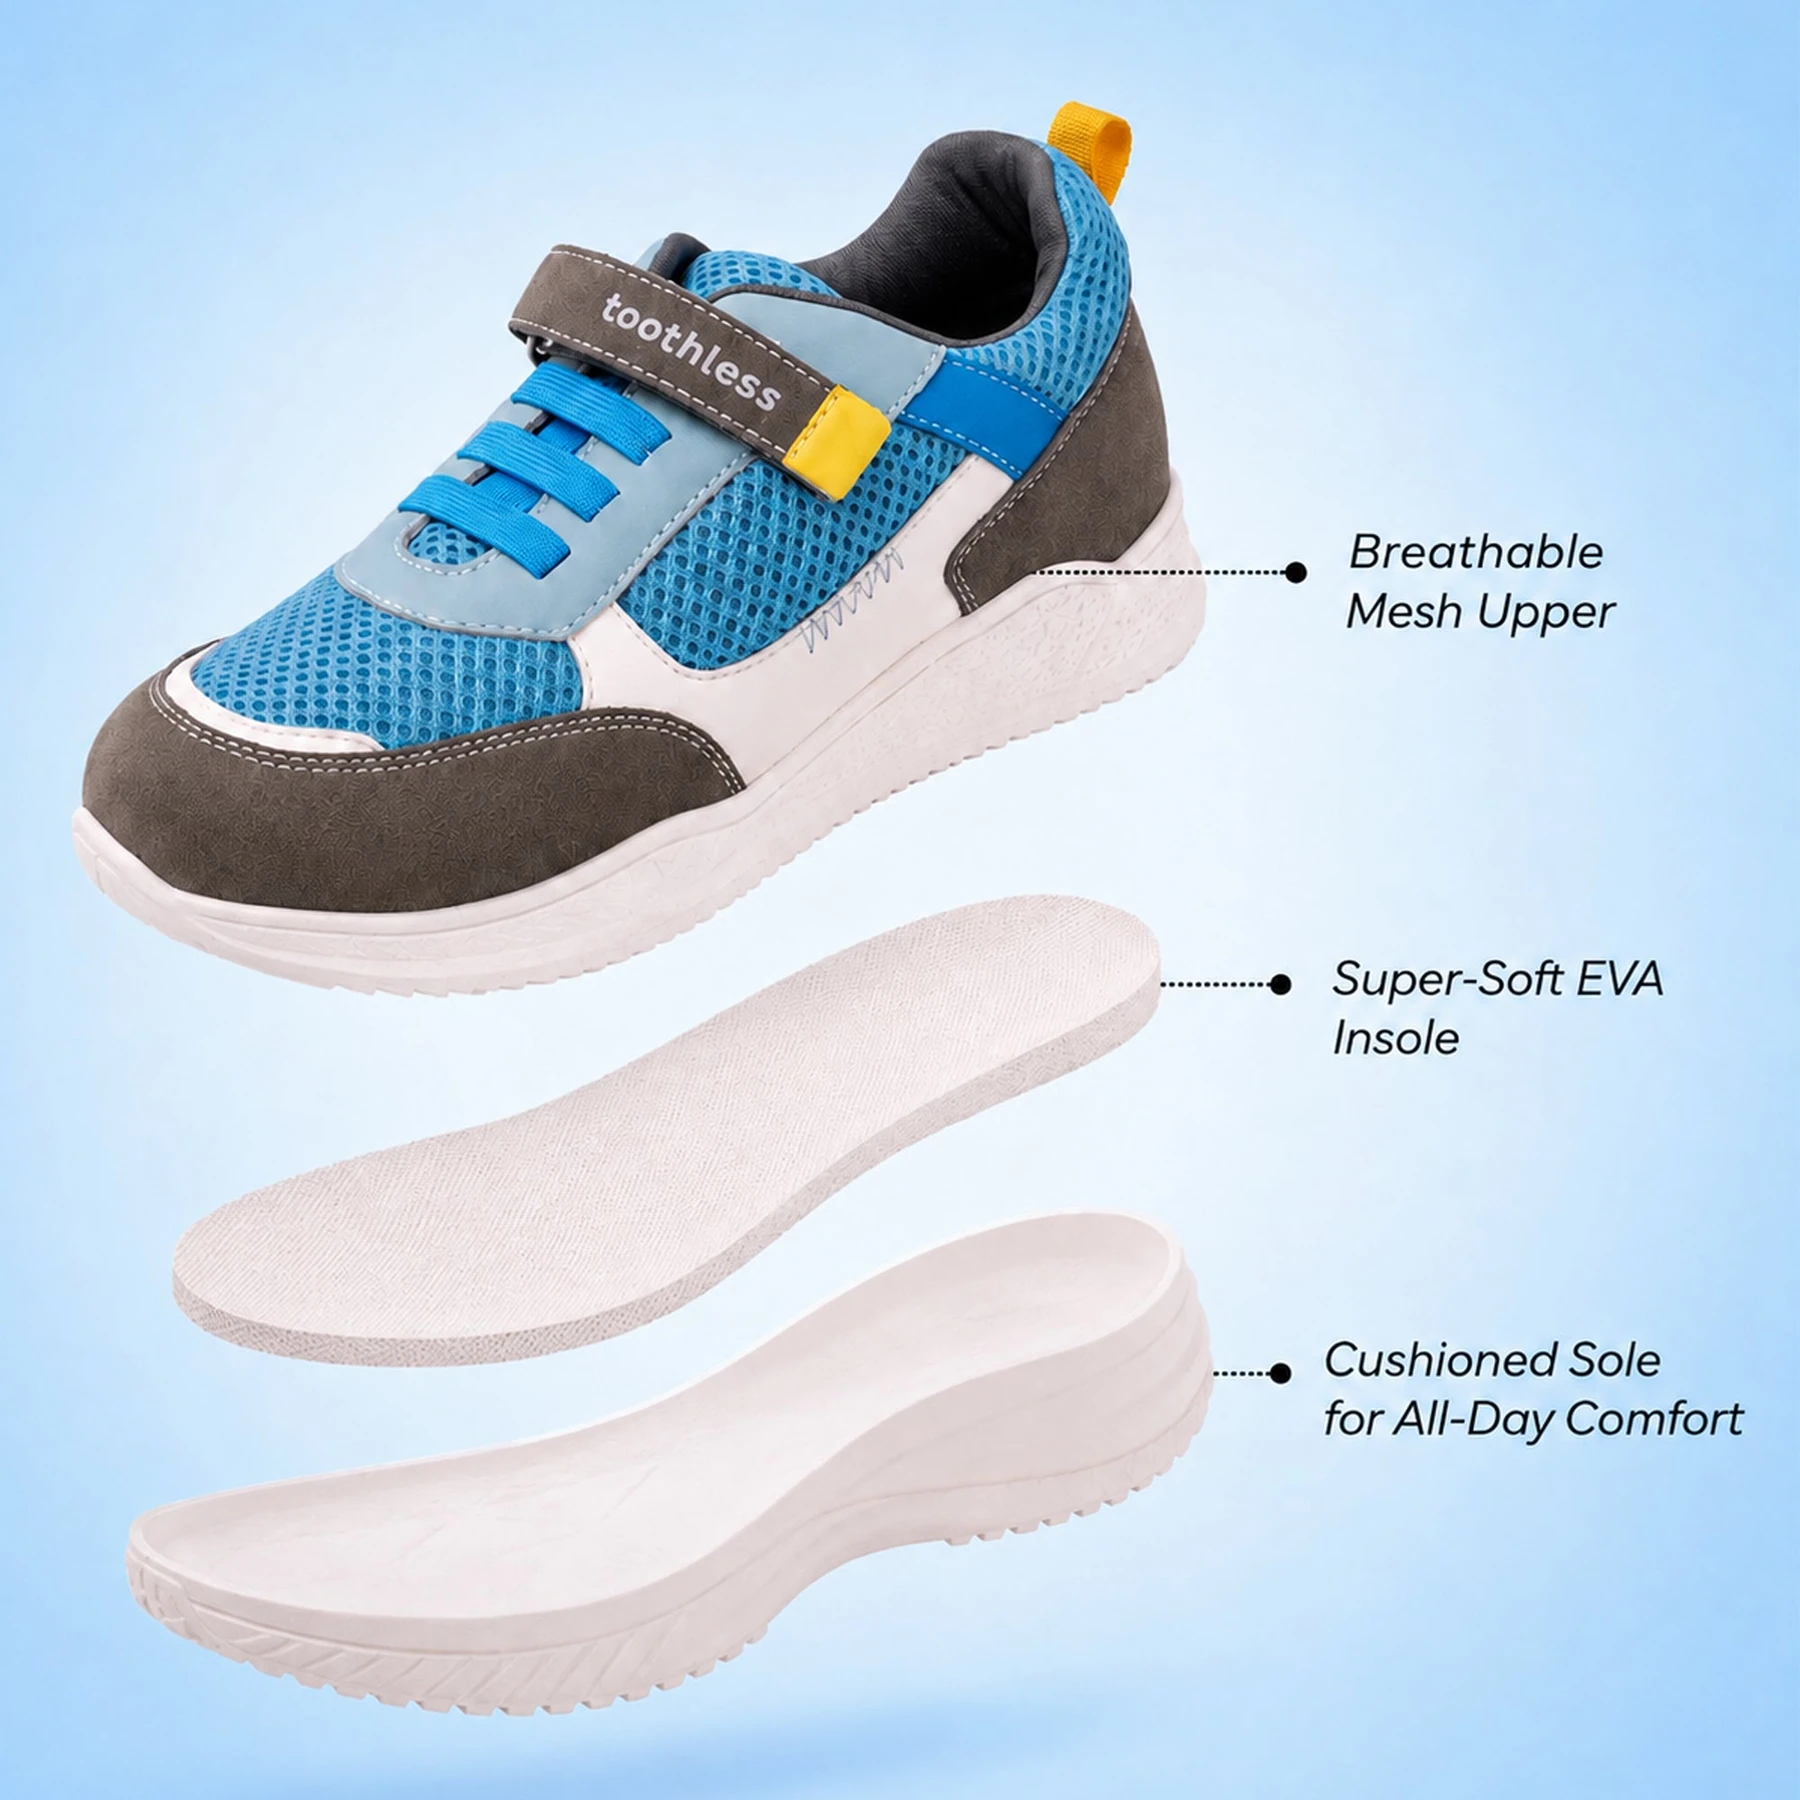 toothless
Breathable
Mesh Upper
Super-Soft EVA
Insole
Cushioned Sole
for All-Day Comfort